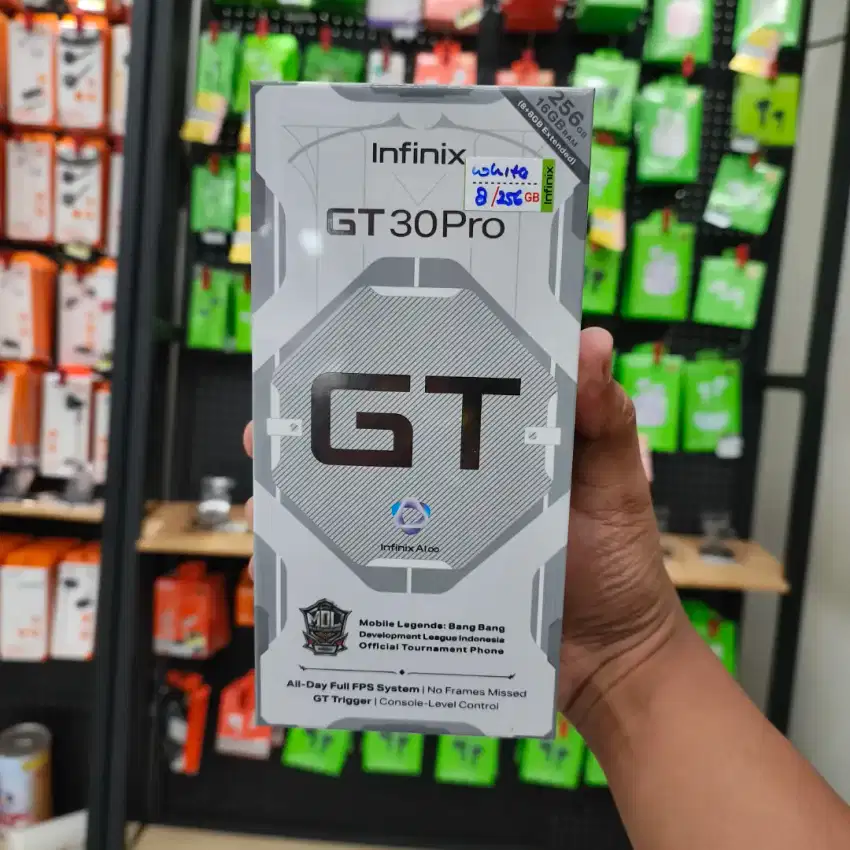 256GB
16GB RAM
(8+8GB Extended)
Infinix
White
8/256 GB
Infinix
GT 30 Pro
GT
Infinix AI∞
MDL
Mobile Legends: Bang Bang
Development League Indonesia
Official Tournament Phone
All-Day Full FPS System | No Frames Missed
GT Trigger | Console-Level Control